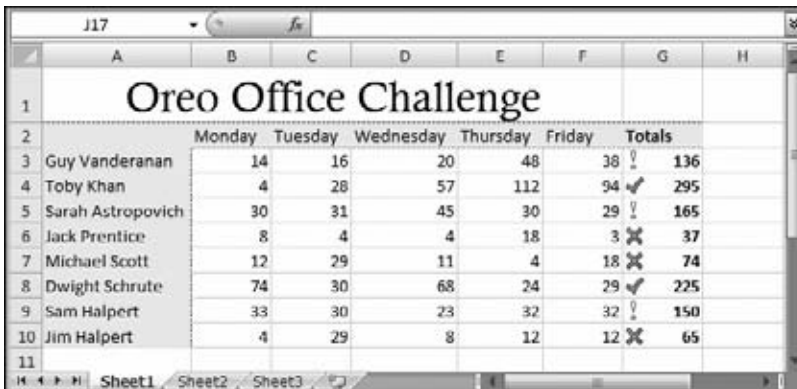 J17 fx
A B C D E F G H
1 Oreo Office Challenge
2 Monday Tuesday Wednesday Thursday Friday Totals
3 Guy Vanderanan 14 16 20 48 38 136
4 Toby Khan 4 28 57 112 94 295
5 Sarah Astropovich 30 31 45 30 29 165
6 Jack Prentice 8 4 4 18 3 37
7 Michael Scott 12 29 11 4 18 74
8 Dwight Schrute 74 30 68 24 29 225
9 Sam Halpert 33 30 23 32 32 150
10 Jim Halpert 4 29 8 12 12 65
11
Sheet1 Sheet2 Sheet3